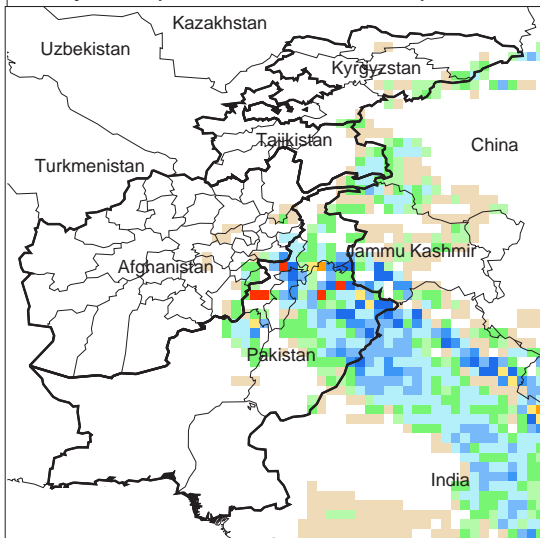 Kazakhstan
Uzbekistan
Kyrgyzstan
Tajikistan
China
Turkmenistan
Jammu Kashmir
Afghanistan
Pakistan
India